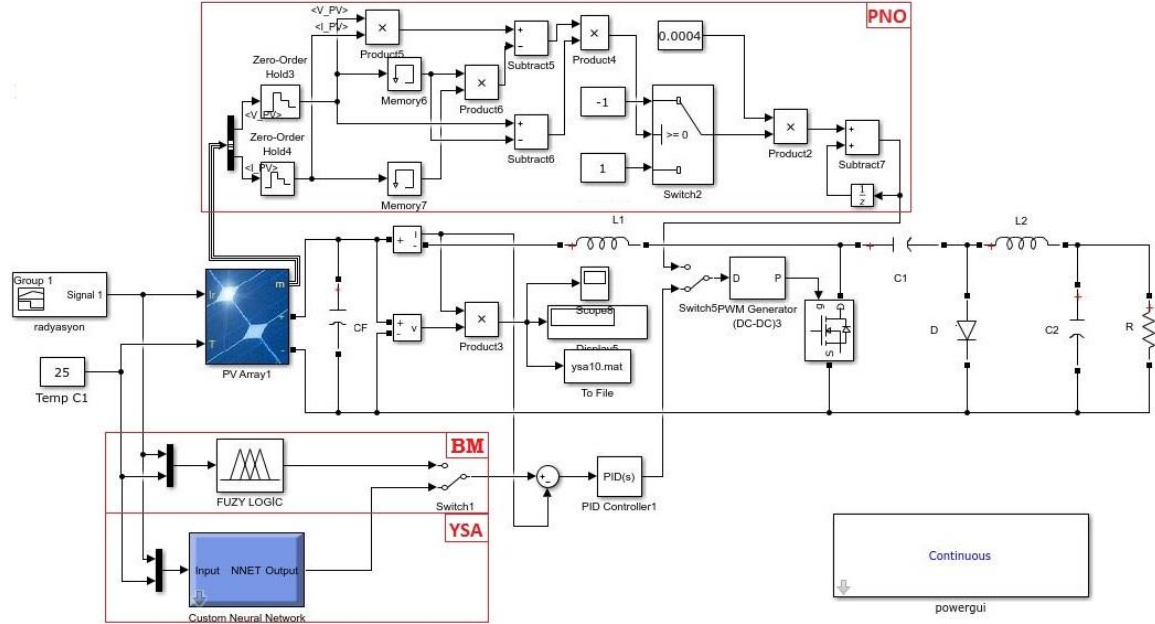 PNO
<V_PV>
<I_PV>
×
Product5
Zero-Order
Hold3
Memory6
×
Product6
+
−
Subtract5
×
Product4
0.0004
<V_PV>
Zero-Order
Hold4
<I_PV>
Memory7
+
−
Subtract6
-1
1
>= 0
Switch2
×
Product2
+
+
Subtract7
1
z
Group 1
Signal 1
radyasyon
25
Temp C1
Ir
T
m
+
-
PV Array1
CF
+
i
-
+
-
v
×
Product3
L1
Scope8
Display5
ysa10.mat
To File
Switch5
D
P
PWM Generator
(DC-DC)3
g
D
S
C1
D
L2
C2
R
BM
FUZY LOGİC
Switch1
YSA
Input
NNET
Output
Custom Neural Network
+
−
PID(s)
PID Controller1
Continuous
powergui